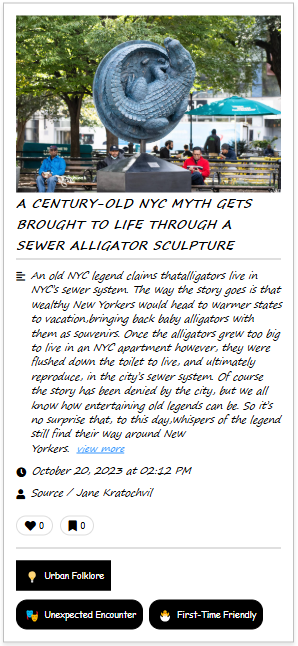 A CENTURY-OLD NYC MYTH GETS
BROUGHT TO LIFE THROUGH A
SEWER ALLIGATOR SCULPTURE
An old NYC legend claims thatalligators live in
NYC's sewer system. The way the story goes is that
wealthy New Yorkers would head to warmer states
to vacation,bringing back baby alligators with
them as souvenirs. Once the alligators grew too big
to live in an NYC apartment however, they were
flushed down the toilet to live, and ultimately
reproduce, in the city's sewer system. Of course
the story has been denied by the city, but we all
know how entertaining old legends can be. So it's
no surprise that, to this day,whispers of the legend
still find their way around New
Yorkers. view more
October 20, 2023 at 02:12 PM
Source / Jane Kratochvil
0 0
Urban Folklore
Unexpected Encounter First-Time Friendly